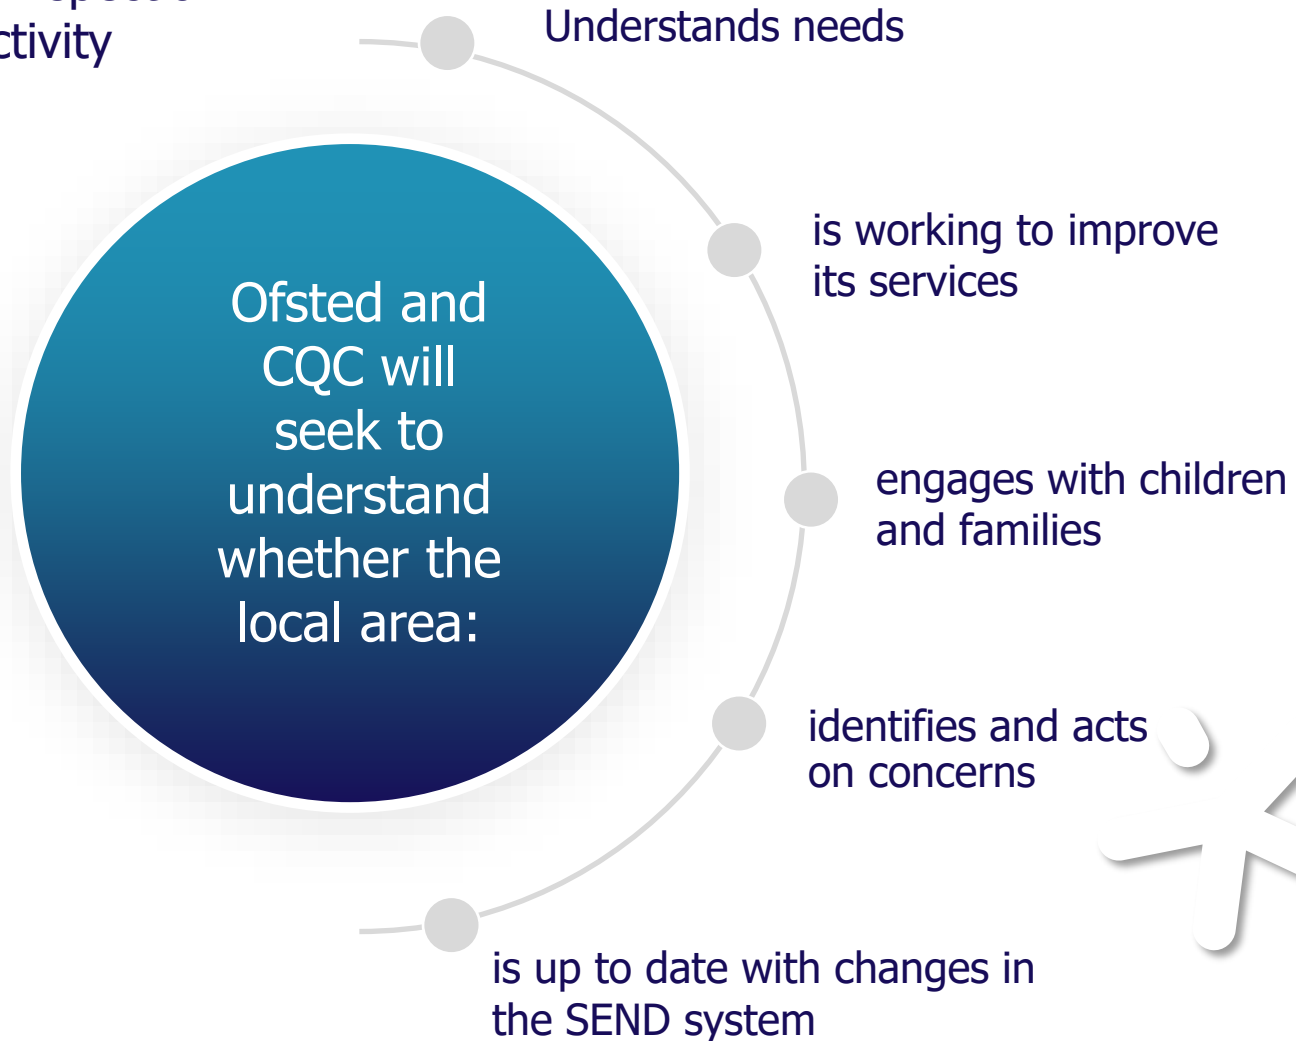 ctivity
Understands needs
is working to improve
its services
Ofsted and
CQC will
seek to
understand
whether the
local area:
engages with children
and families
identifies and acts
on concerns
is up to date with changes in
the SEND system